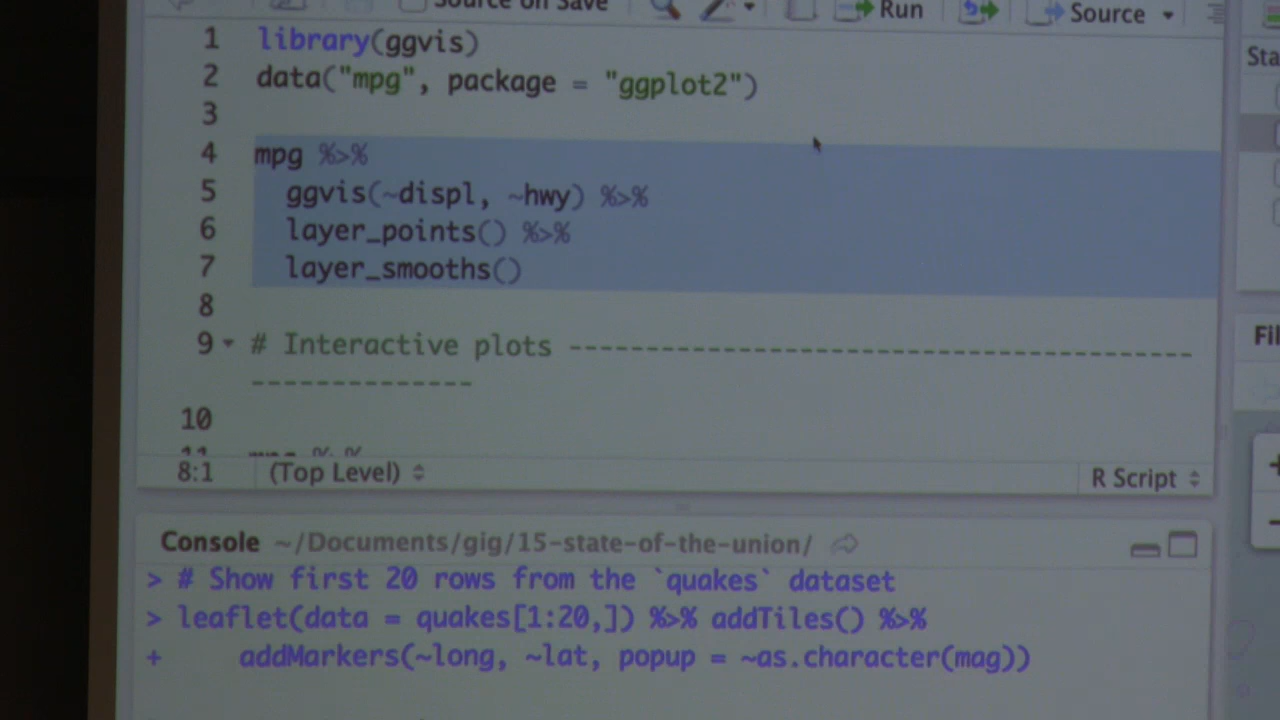 Source on Save Run Source
1 library(ggvis)
2 data("mpg", package = "ggplot2")
3
4 mpg %>%
5 ggvis(~displ, ~hwy) %>%
6 layer_points() %>%
7 layer_smooths()
8
9 # Interactive plots -----------------------------------------
--------------
10
8:1 (Top Level) R Script
Console ~/Documents/gig/15-state-of-the-union/
> # Show first 20 rows from the `quakes` dataset
> leaflet(data = quakes[1:20,]) %>% addTiles() %>%
+ addMarkers(~long, ~lat, popup = ~as.character(mag))